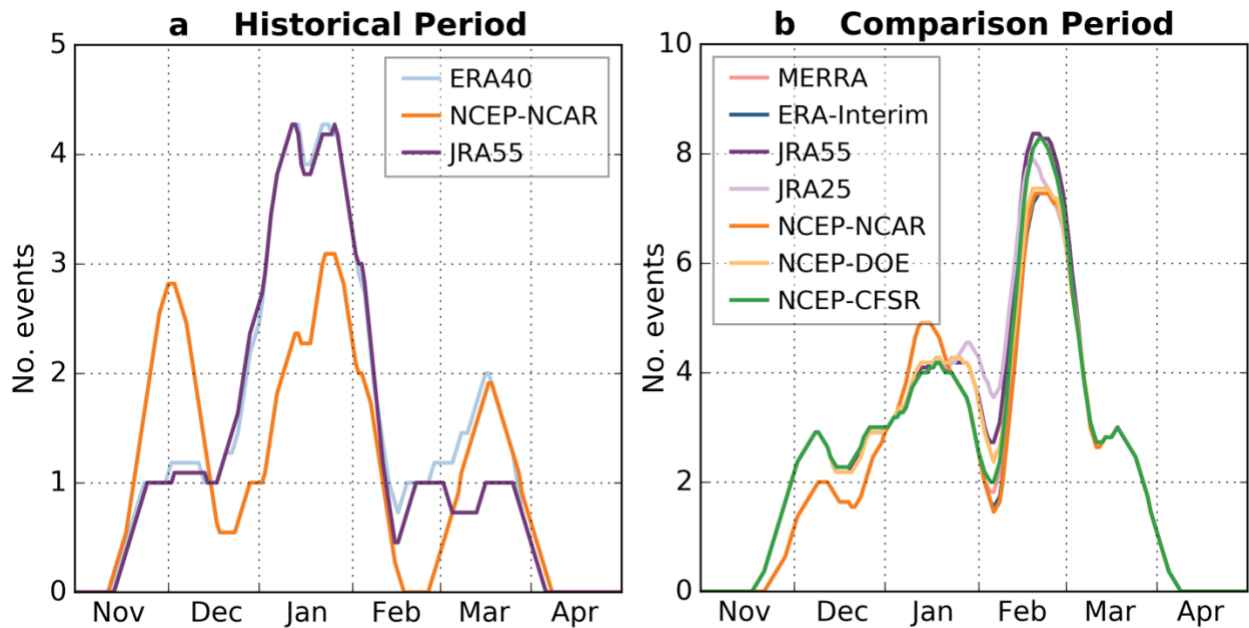 a Historical Period
No. events
5
4
3
2
1
0
ERA40
NCEP-NCAR
JRA55
Nov Dec Jan Feb Mar Apr
b Comparison Period
No. events
10
8
6
4
2
0
MERRA
ERA-Interim
JRA55
JRA25
NCEP-NCAR
NCEP-DOE
NCEP-CFSR
Nov Dec Jan Feb Mar Apr